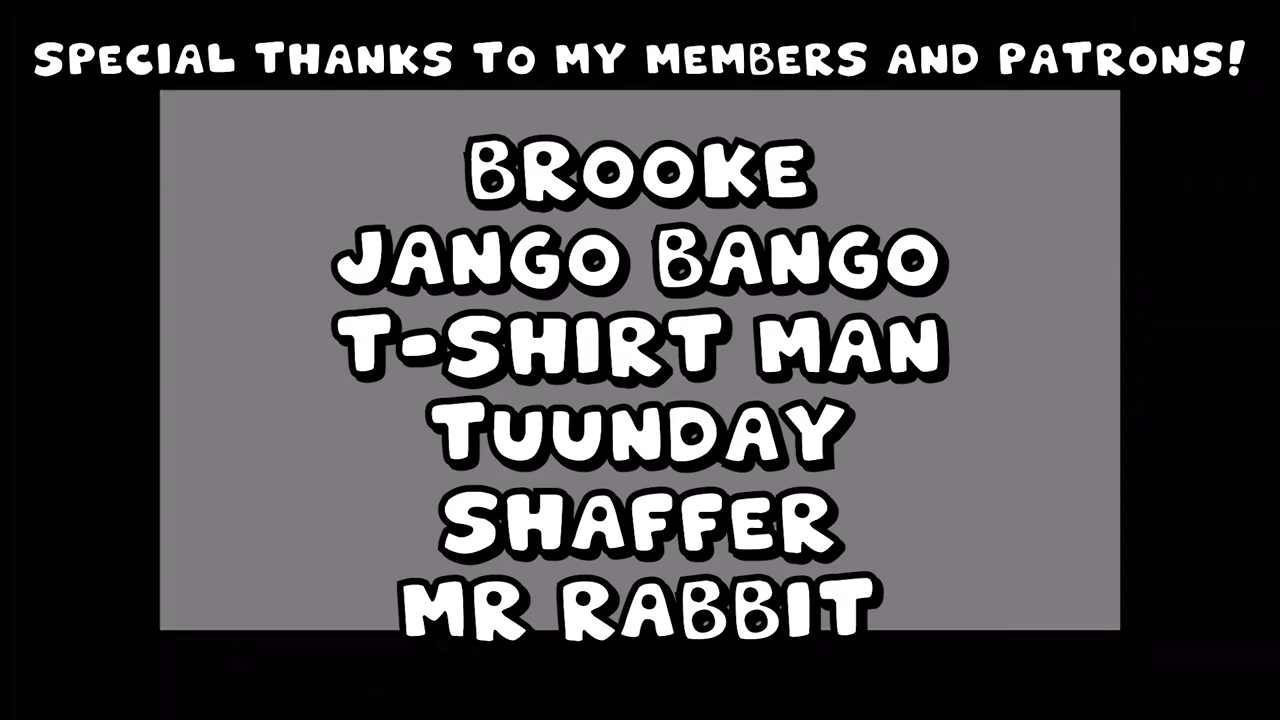 SPECIAL THANKS TO MY MEMBERS AND PATRONS!
BROOKE
JANGO BANGO
T-SHIRT MAN
TUUNDAY
SHAFFER
MR RABBIT